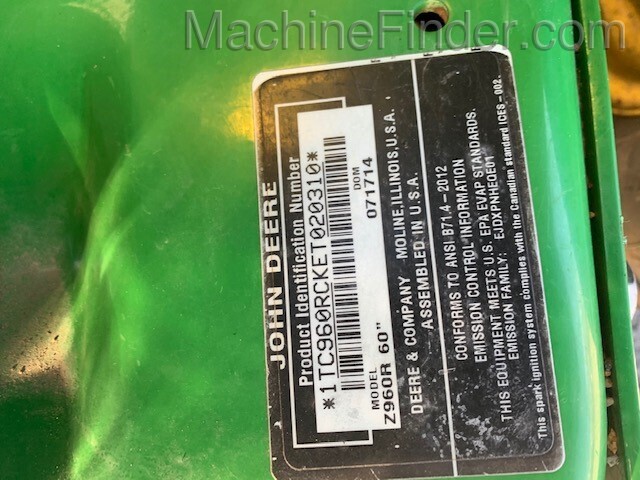 MachineFinder.com
JOHN DEERE
Product Identification Number
*1TC960RCKET020310*
DOM
071714
MODEL
Z960R 60"
DEERE & COMPANY MOLINE, ILLINOIS, U.S.A.
ASSEMBLED IN U.S.A.
CONFORMS TO ANSI-B71.4-2012
EMISSION CONTROL INFORMATION
THIS EQUIPMENT MEETS U.S. EPA EVAP STANDARDS.
EMISSION FAMILY: EJDXPNHEQE01
This spark ignition system complies with the Canadian standard ICES-002.